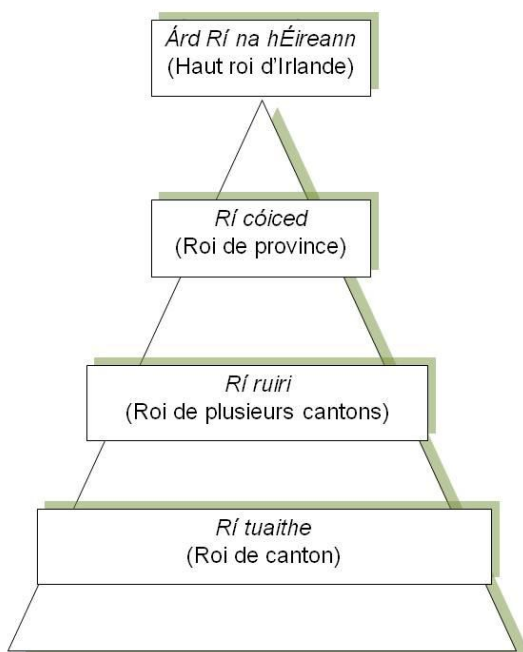 Árd Rí na hÉireann
(Haut roi d'Irlande)
Rí cóiced
(Roi de province)
Rí ruiri
(Roi de plusieurs cantons)
Rí tuaithe
(Roi de canton)